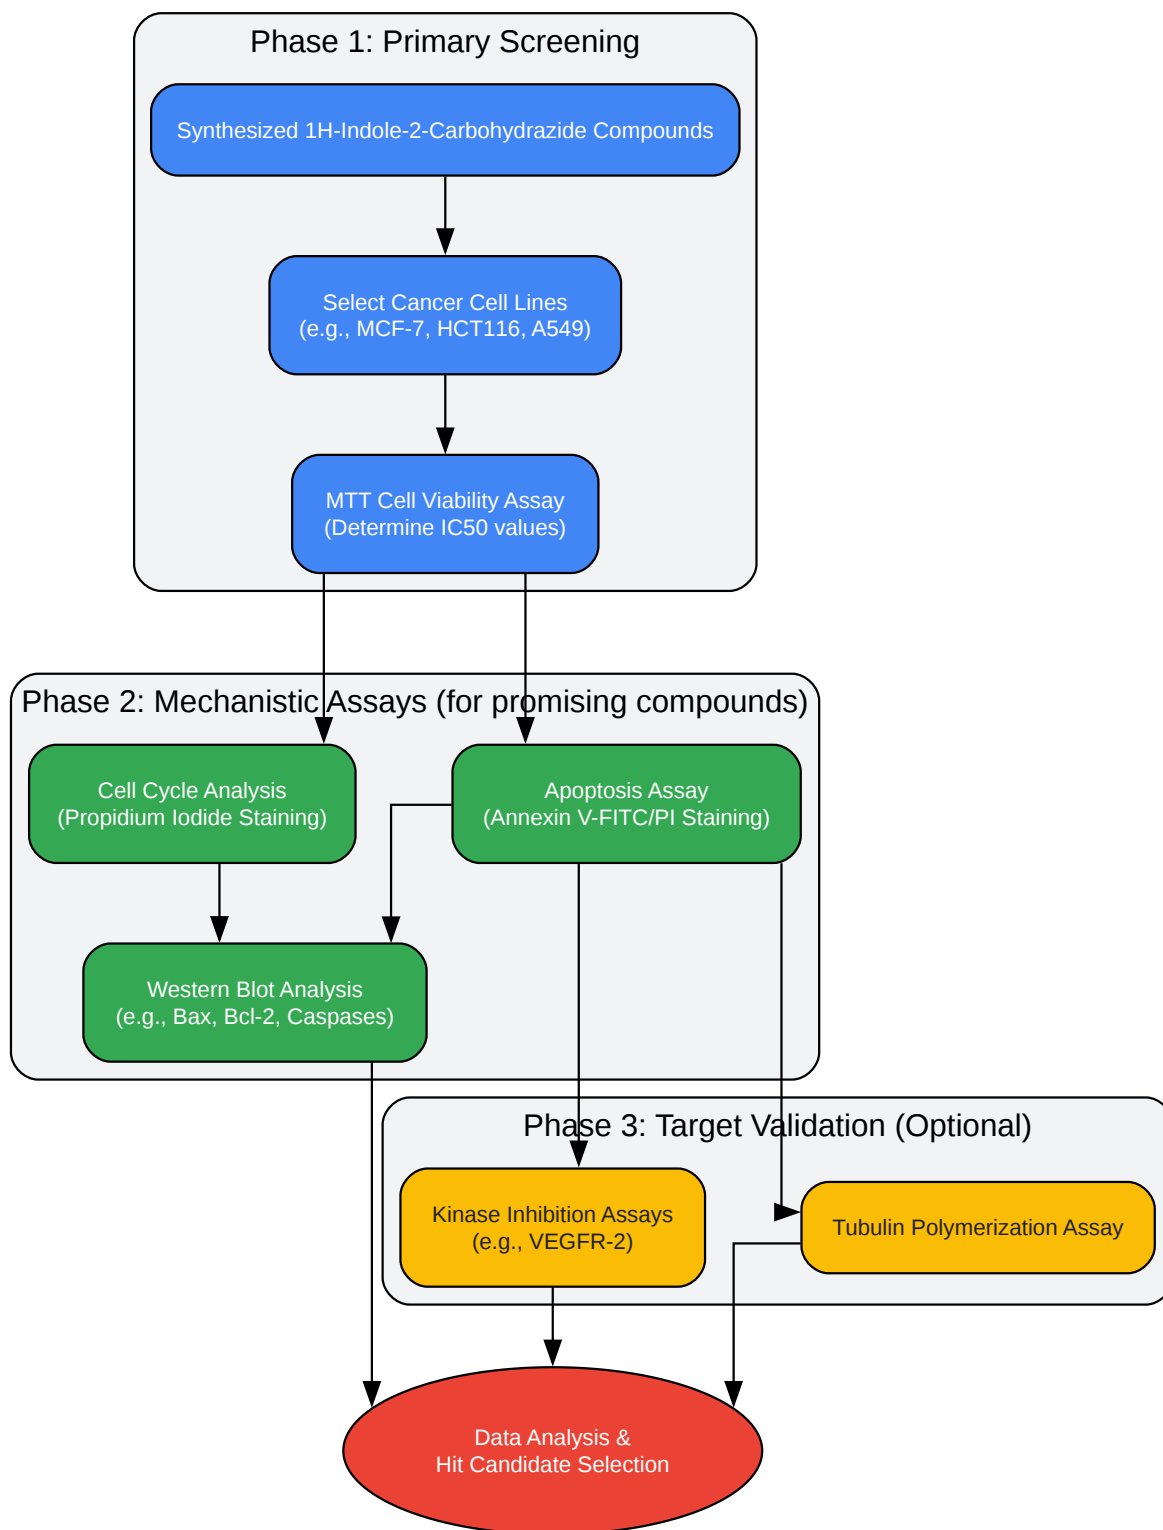 Phase 1: Primary Screening
Synthesized 1H-Indole-2-Carbohydrazide Compounds
Select Cancer Cell Lines
(e.g., MCF-7, HCT116, A549)
MTT Cell Viability Assay
(Determine IC50 values)
Phase 2: Mechanistic Assays (for promising compounds)
Cell Cycle Analysis
(Propidium Iodide Staining)
Apoptosis Assay
(Annexin V-FITC/PI Staining)
Western Blot Analysis
(e.g., Bax, Bcl-2, Caspases)
Phase 3: Target Validation (Optional)
Kinase Inhibition Assays
(e.g., VEGFR-2)
Tubulin Polymerization Assay
Data Analysis &
Hit Candidate Selection